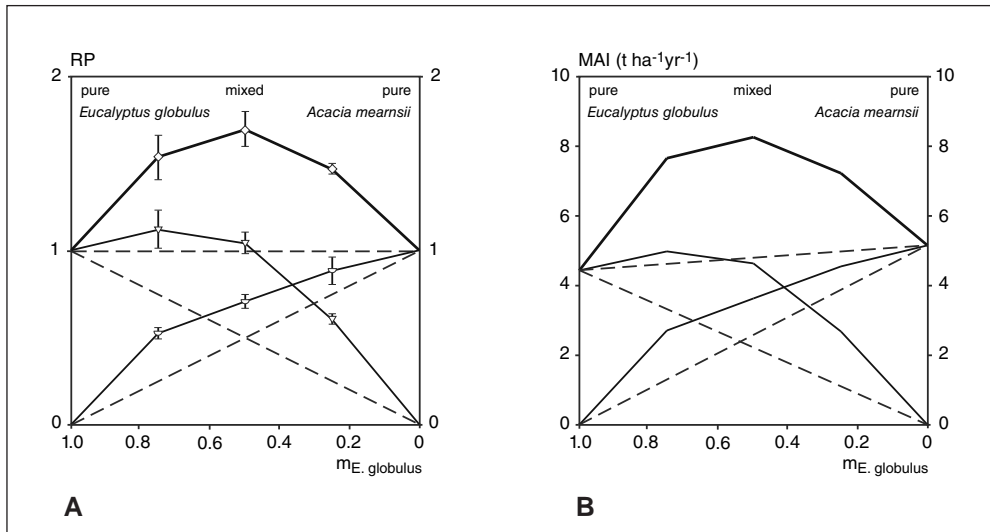 RP
2
2
pure mixed pure
Eucalyptus globulus Acacia mearnsii
1
1
0
0
1.0 0.8 0.6 0.4 0.2 0
mE. globulus
A
MAI (t ha-1yr-1)
10
10
pure mixed pure
Eucalyptus globulus Acacia mearnsii
8
8
6
6
4
4
2
2
0
0
1.0 0.8 0.6 0.4 0.2 0
mE. globulus
B